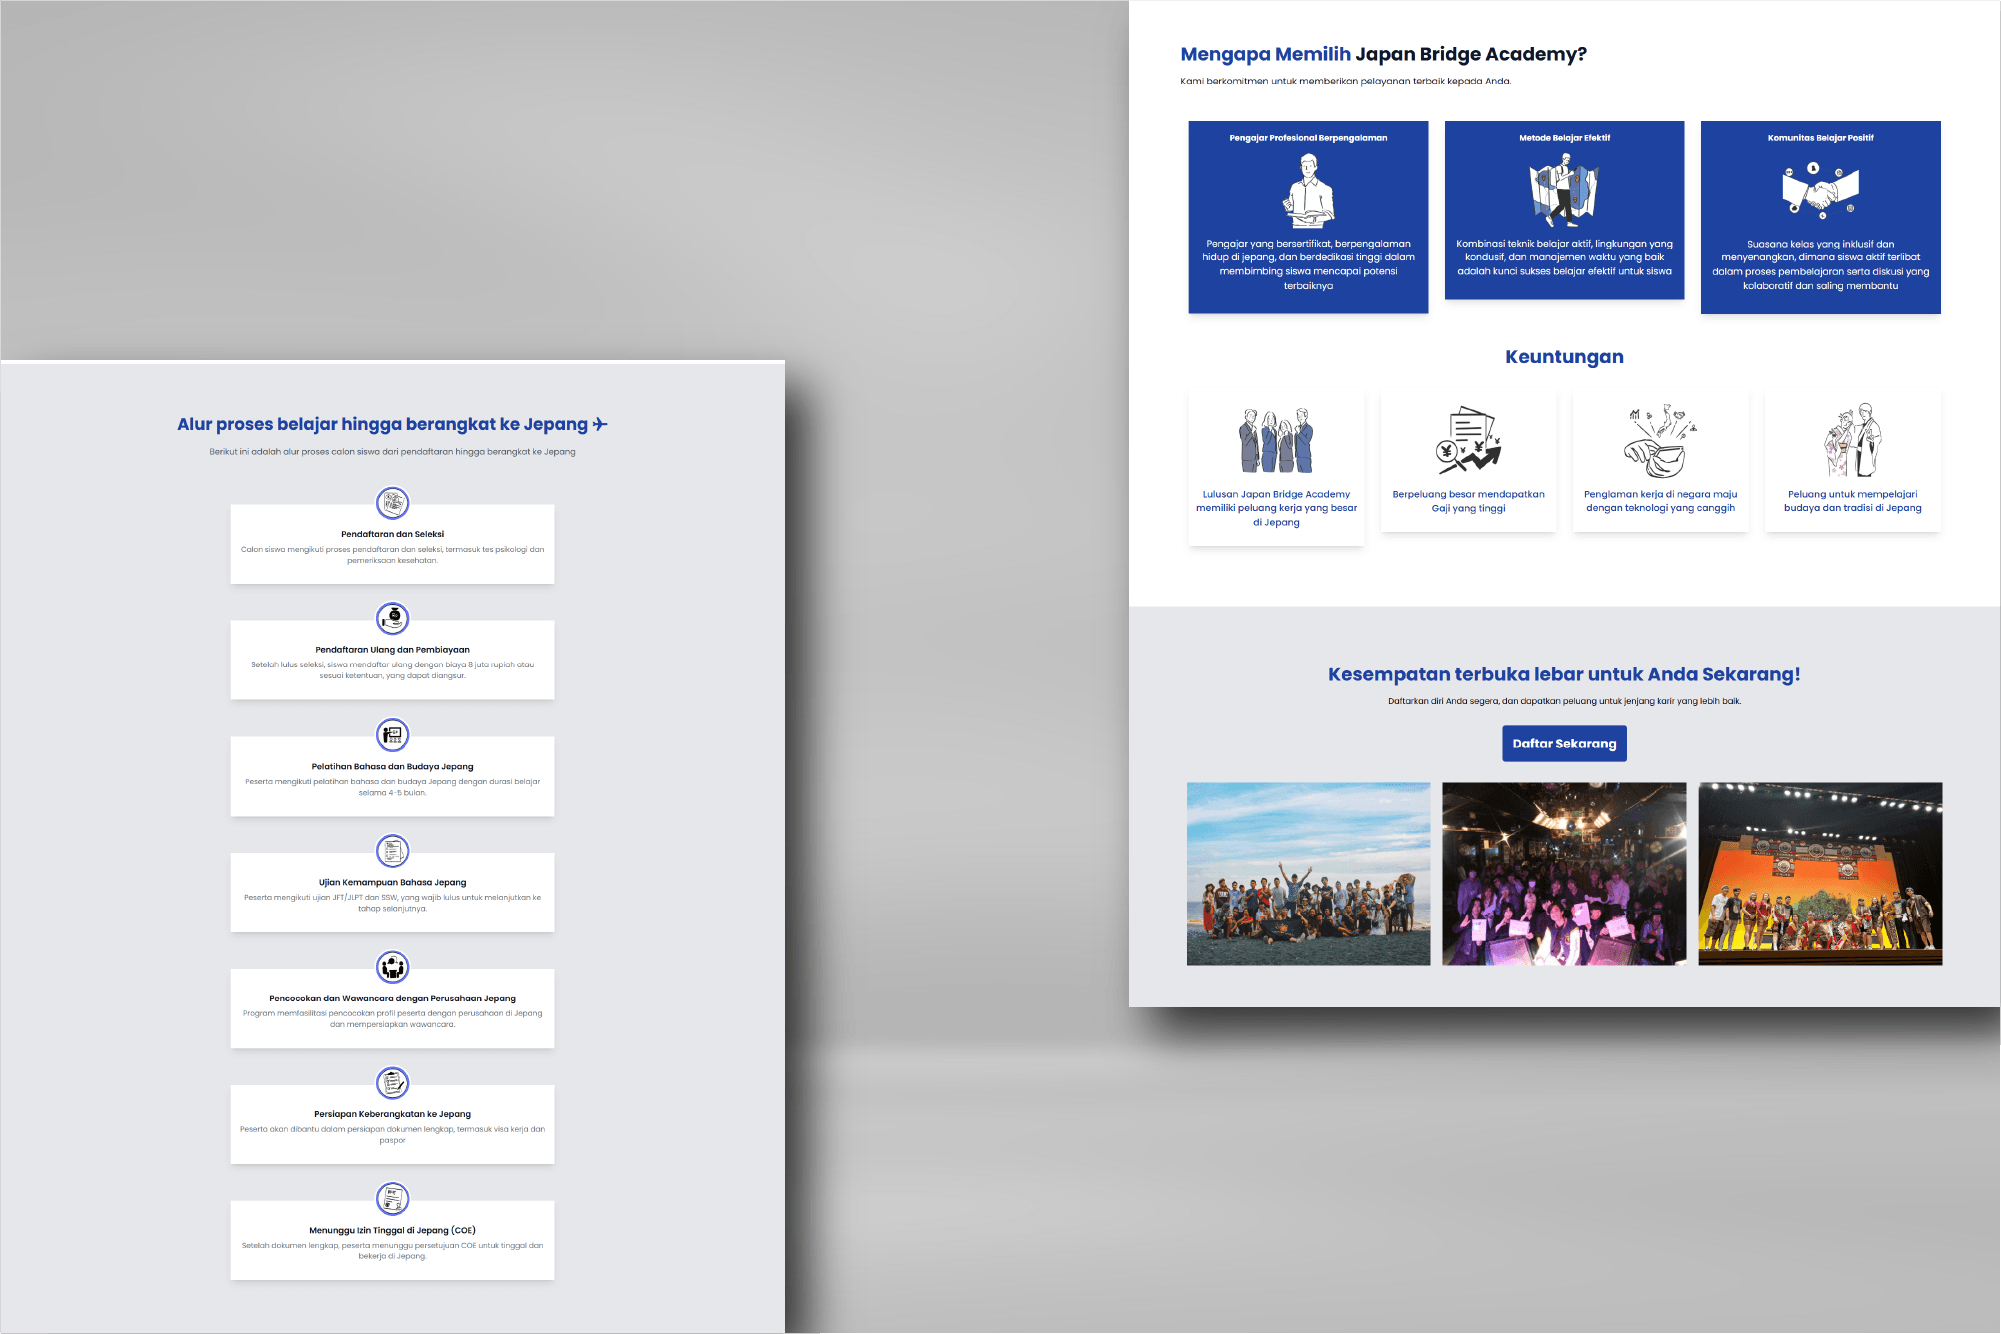 Mengapa Memilih Japan Bridge Academy?
Kami berkomitmen untuk memberikan pelayanan terbaik kepada Anda.
Pengajar Profesional Berpengalaman
Pengajar yang bersertifikat, berpengalaman
hidup di jepang, dan berdedikasi tinggi dalam
membimbing siswa mencapai potensi
terbaiknya
Metode Belajar Efektif
Kombinasi teknik belajar aktif, lingkungan yang
kondusif, dan manajemen waktu yang baik
adalah kunci sukses belajar efektif untuk siswa
Komunitas Belajar Positif
Suasana kelas yang inklusif dan
menyenangkan, dimana siswa aktif terlibat
dalam proses pembelajaran serta diskusi yang
kolaboratif dan saling membantu
Keuntungan
Lulusan Japan Bridge Academy
memiliki peluang kerja yang besar
di Jepang
Berpeluang besar mendapatkan
Gaji yang tinggi
Penglaman kerja di negara maju
dengan teknologi yang canggih
Peluang untuk mempelajari
budaya dan tradisi di Jepang
Kesempatan terbuka lebar untuk Anda Sekarang!
Daftarkan diri Anda segera, dan dapatkan peluang untuk jenjang karir yang lebih baik.
Daftar Sekarang
Alur proses belajar hingga berangkat ke Jepang
Berikut ini adalah alur proses calon siswa dari pendaftaran hingga berangkat ke Jepang
Pendaftaran dan Seleksi
Calon siswa mengikuti proses pendaftaran dan seleksi, termasuk tes psikologi dan
pemeriksaan kesehatan.
Pendaftaran Ulang dan Pembiayaan
Setelah lulus seleksi, siswa mendaftar ulang dengan biaya 8 juta rupiah atau
sesuai ketentuan, yang dapat diangsur.
Pelatihan Bahasa dan Budaya Jepang
Peserta mengikuti pelatihan bahasa dan budaya Jepang dengan durasi belajar
selama 4-5 bulan.
Ujian Kemampuan Bahasa Jepang
Peserta mengikuti ujian JFT/JLPT dan SSW, yang wajib lulus untuk melanjutkan ke
tahap selanjutnya.
Pencocokan dan Wawancara dengan Perusahaan Jepang
Program memfasilitasi pencocokan profil peserta dengan perusahaan di Jepang
dan mempersiapkan wawancara.
Persiapan Keberangkatan ke Jepang
Peserta akan dibantu dalam persiapan dokumen lengkap, termasuk visa kerja dan
paspor
Menunggu Izin Tinggal di Jepang (COE)
Setelah dokumen lengkap, peserta menunggu persetujuan COE untuk tinggal dan
bekerja di Jepang.